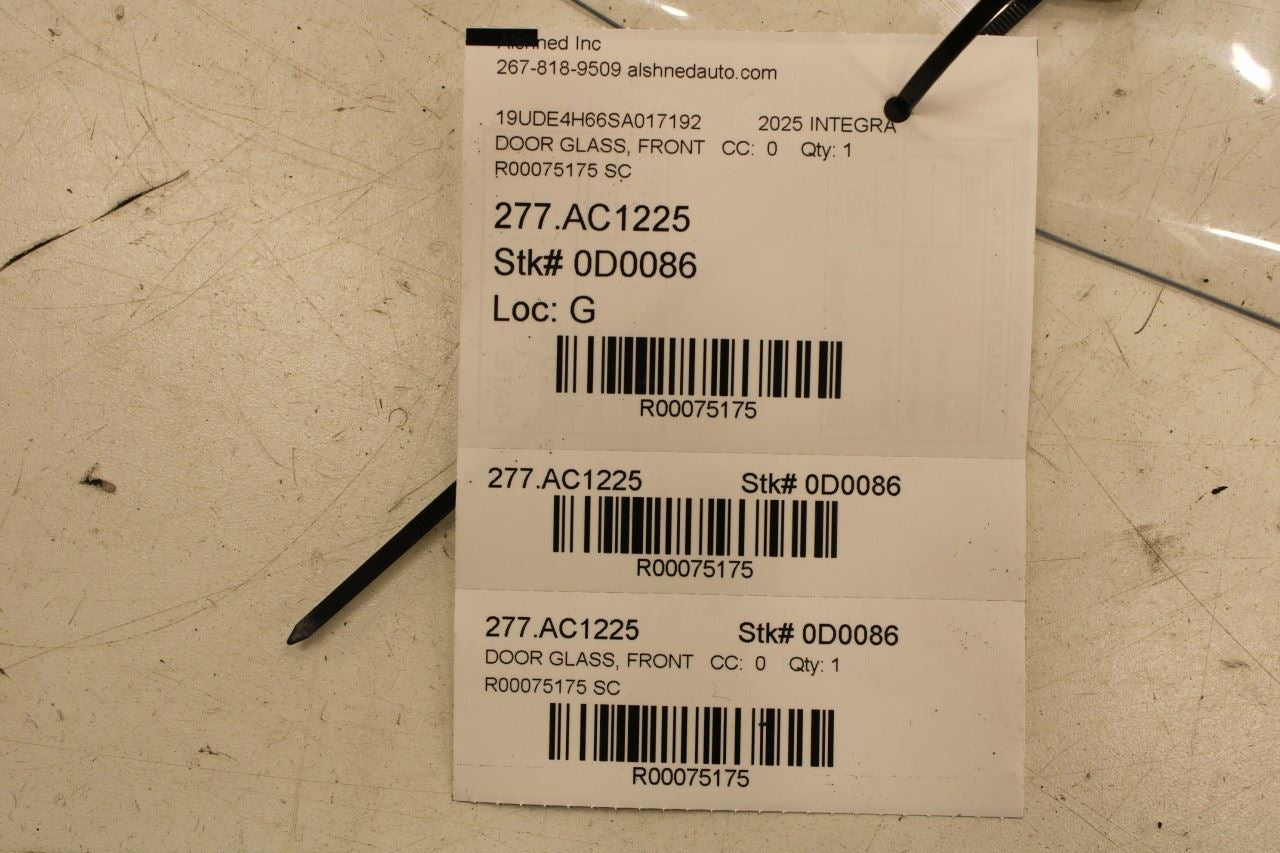 Alshned Inc
267-818-9509 alshnedauto.com
19UDE4H66SA017192 2025 INTEGRA
DOOR GLASS, FRONT CC: 0 Qty: 1
R00075175 SC
277.AC1225
Stk# 0D0086
Loc: G
R00075175
277.AC1225 Stk# 0D0086
R00075175
277.AC1225 Stk# 0D0086
DOOR GLASS, FRONT CC: 0 Qty: 1
R00075175 SC
R00075175